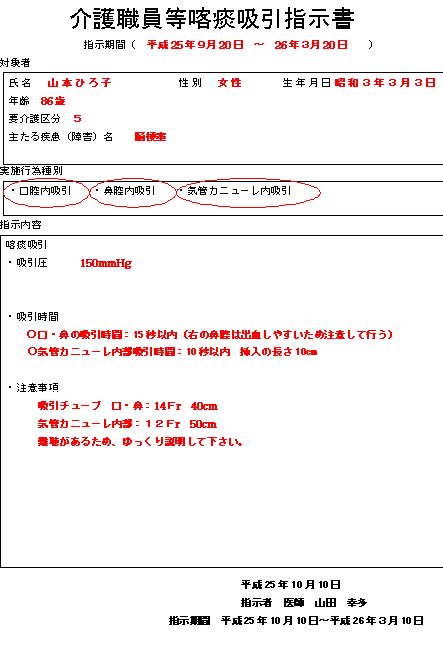 介護職員等喀痰吸引指示書
指示期間（ 平成25年9月20日 ～ 26年3月20日 ）
対象者
氏名 山本ひろ子 性別 女性 生年月日 昭和３年３月３日
年齢 86歳
要介護区分 ５
主たる疾患（障害）名 脳梗塞
実施行為種別
・口腔内吸引 ・鼻腔内吸引 ・気管カニューレ内吸引
指示内容
喀痰吸引
・吸引圧 150mmHg
・吸引時間
〇口・鼻の吸引時間：15秒以内（右の鼻腔は出血しやすいため注意して行う）
〇気管カニューレ内部吸引時間：10秒以内 挿入の長さ10cm
・注意事項
吸引チューブ 口・鼻：14Fr 40cm
気管カニューレ内部：１２Fr 50cm
難聴があるため、ゆっくり説明して下さい。
平成25年10月10日
指示者 医師 山田 幸多
指示期間 平成25年10月10日～平成26年３月10日